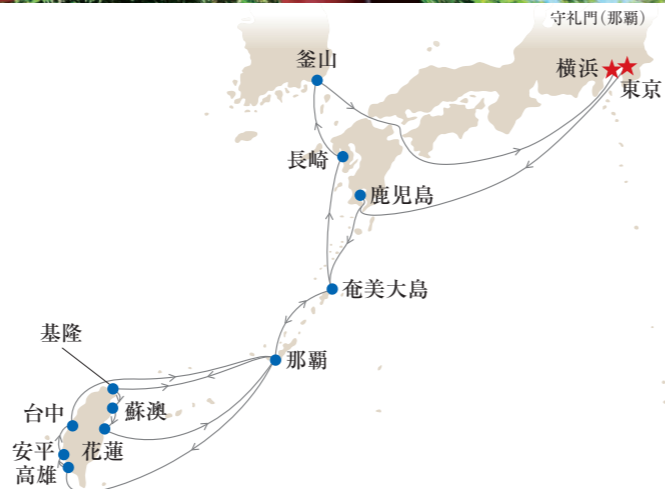 守礼門（那覇）
釜山
横浜
東京
長崎
鹿児島
奄美大島
基隆
那覇
台中
蘇澳
安平
花蓮
高雄